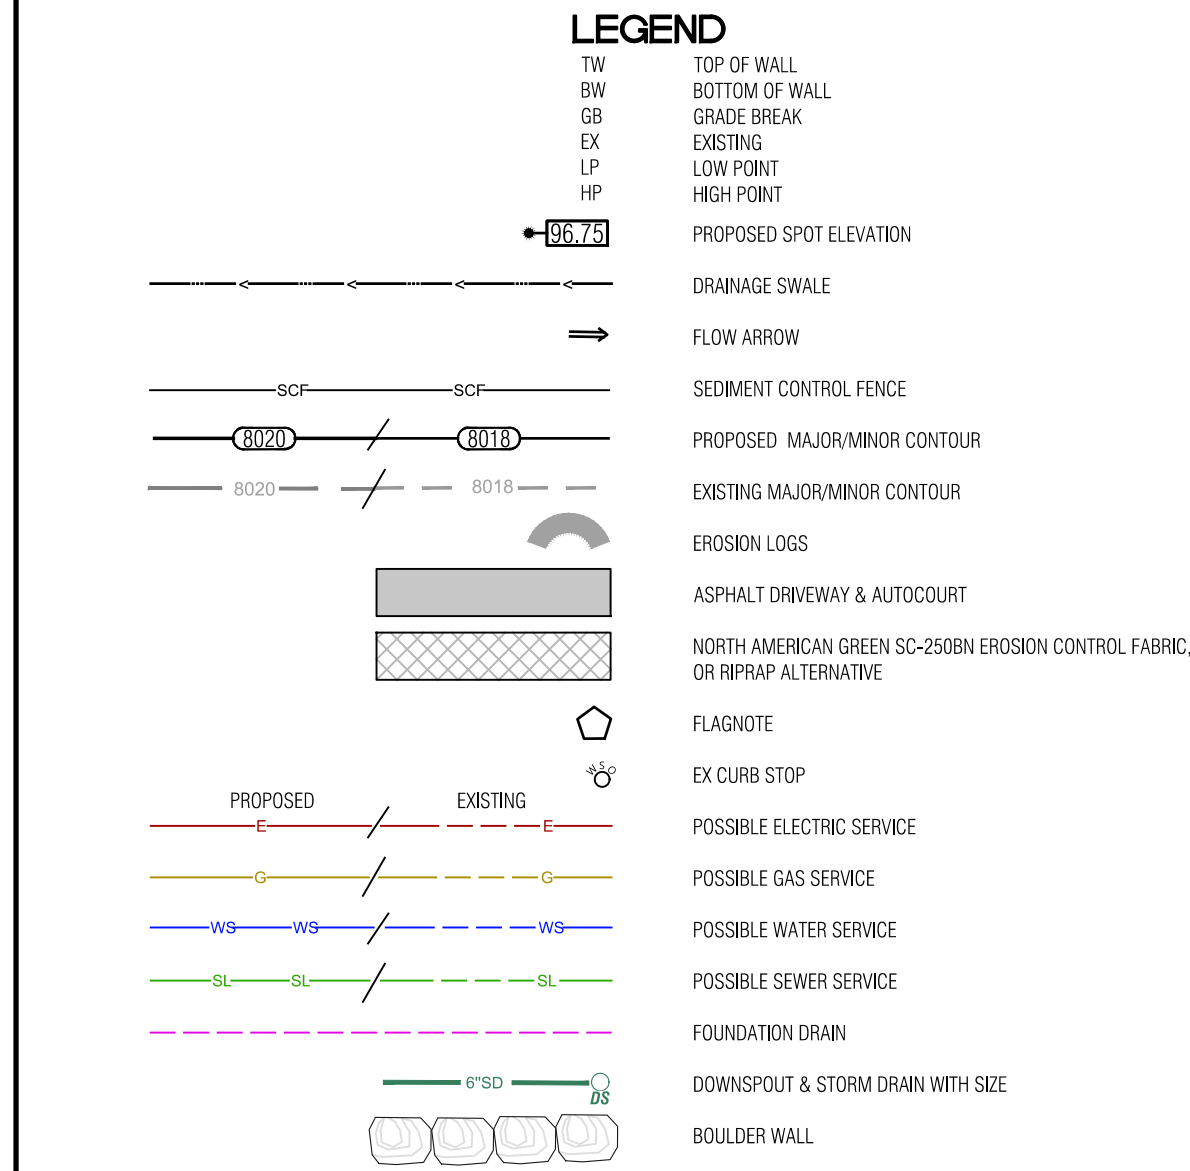 LEGEND
TW TOP OF WALL
BW BOTTOM OF WALL
GB GRADE BREAK
EX EXISTING
LP LOW POINT
HP HIGH POINT
96.75 PROPOSED SPOT ELEVATION
DRAINAGE SWALE
FLOW ARROW
SCF SCF SEDIMENT CONTROL FENCE
8020 8018 PROPOSED MAJOR/MINOR CONTOUR
8020 8018 EXISTING MAJOR/MINOR CONTOUR
EROSION LOGS
ASPHALT DRIVEWAY & AUTOCOURT
NORTH AMERICAN GREEN SC-250BN EROSION CONTROL FABRIC,
OR RIPRAP ALTERNATIVE
FLAGNOTE
WSO EX CURB STOP
PROPOSED EXISTING
E E POSSIBLE ELECTRIC SERVICE
G G POSSIBLE GAS SERVICE
WS WS WS POSSIBLE WATER SERVICE
SL SL SL POSSIBLE SEWER SERVICE
FOUNDATION DRAIN
6"SD DOWNSPOUT & STORM DRAIN WITH SIZE
DS
BOULDER WALL